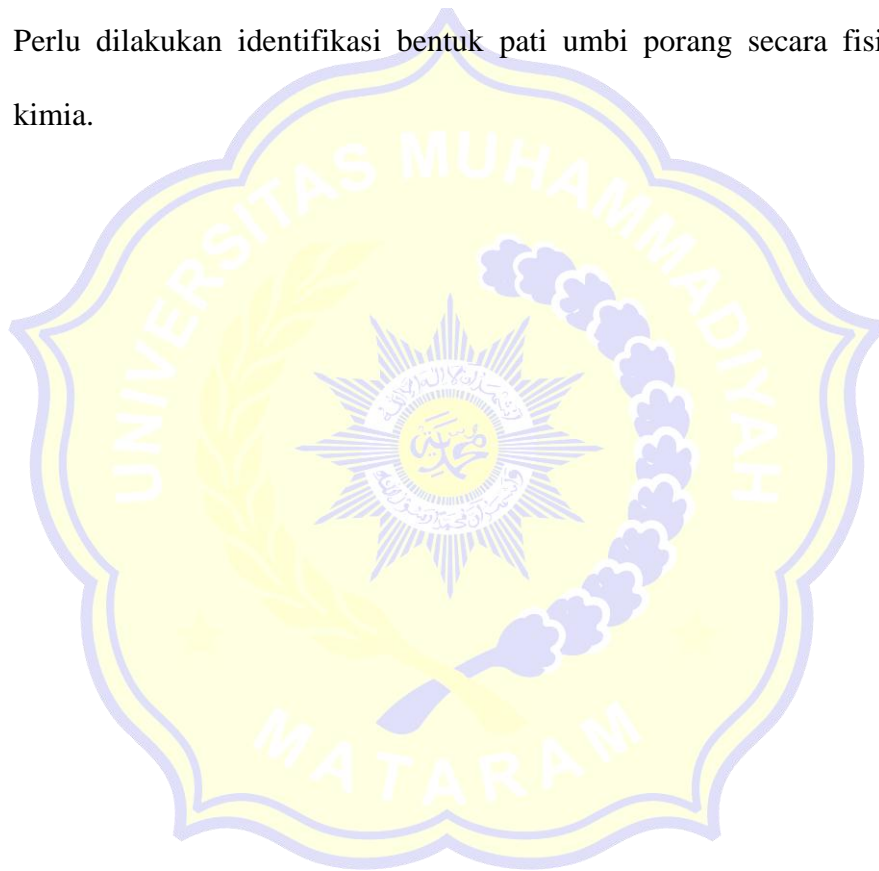 Perlu dilakukan identifikasi bentuk pati umbi porang secara fisi
kimia.
UNIVERSITAS MUHAMMADIYAH
MATARAM